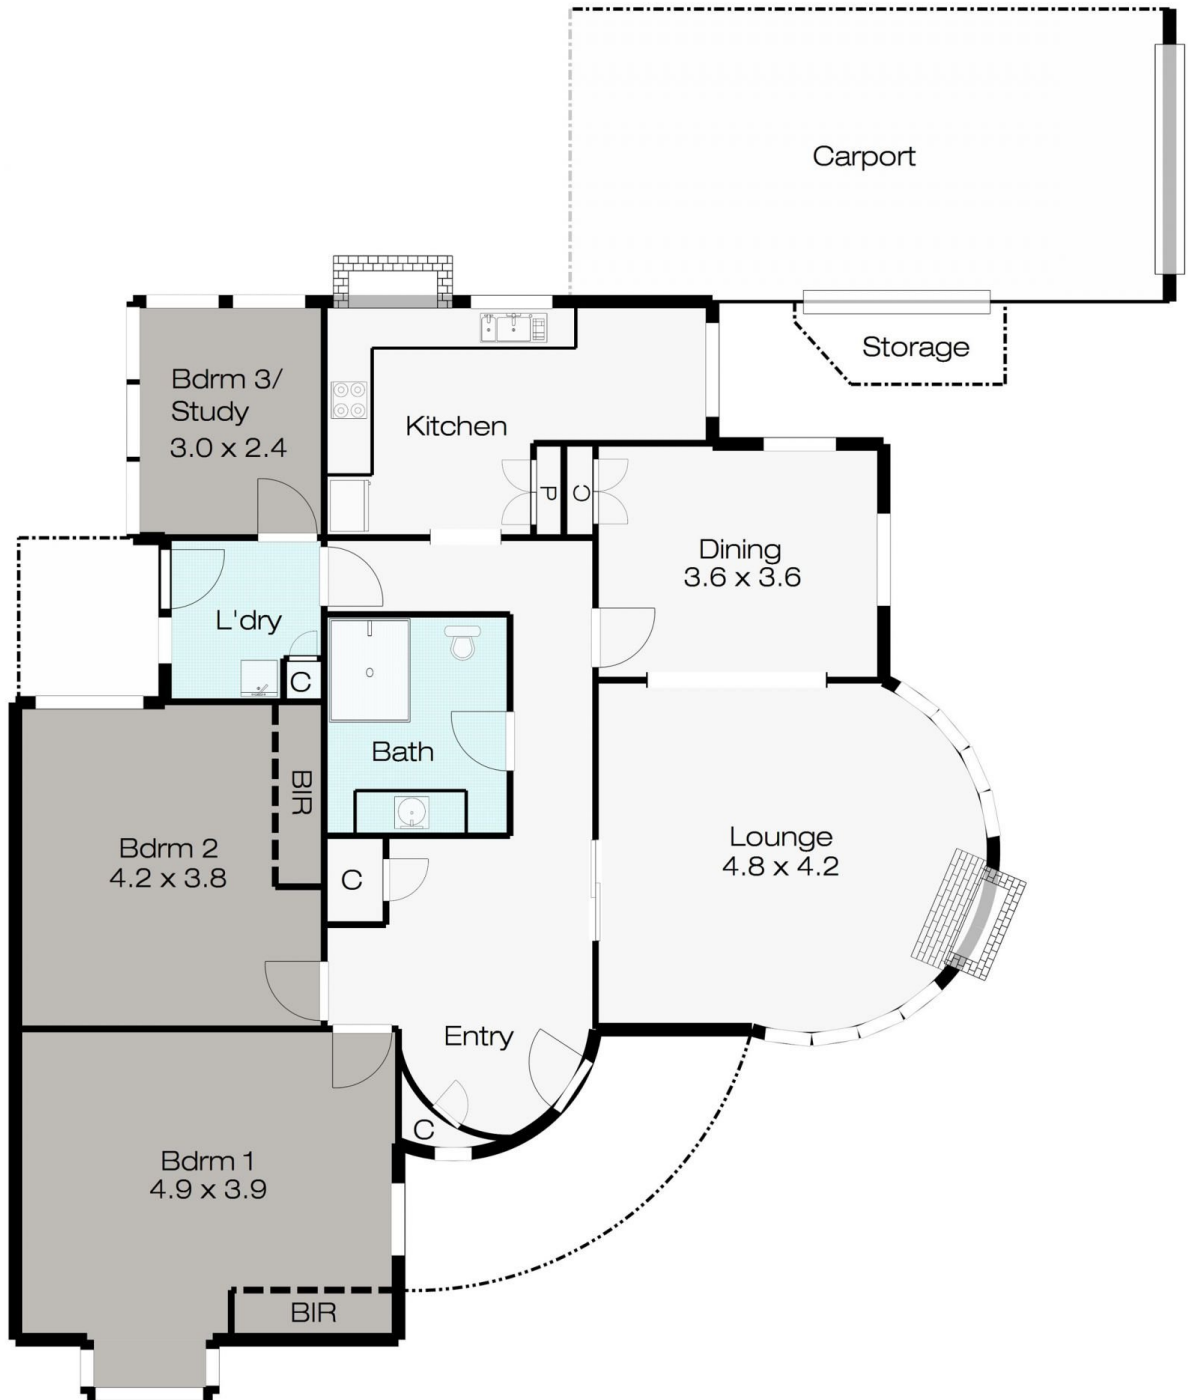 Carport
Storage
Bdrm 3/
Study
3.0 x 2.4
Kitchen
P
C
Dining
3.6 x 3.6
L'dry
C
Bath
BIR
Bdrm 2
4.2 x 3.8
Lounge
4.8 x 4.2
C
Entry
C
Bdrm 1
4.9 x 3.9
BIR